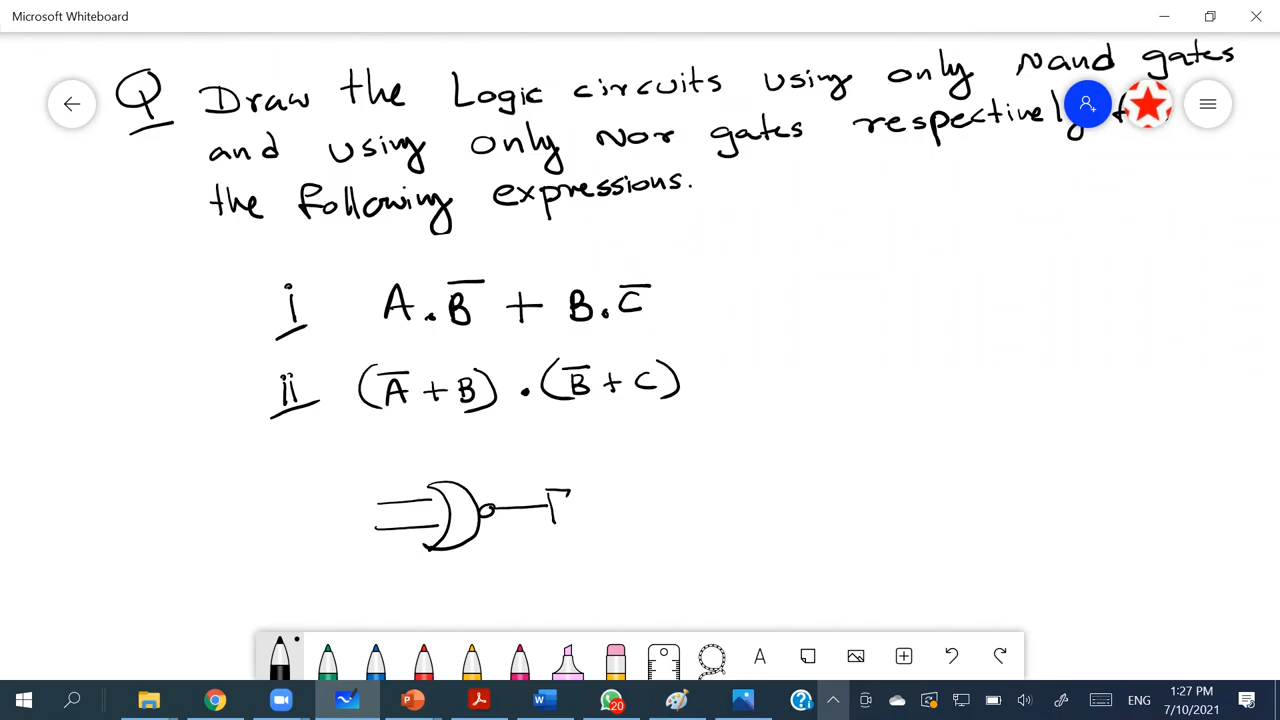 Microsoft Whiteboard
Q Draw the Logic circuits using only Nand gates
and using only Nor gates respectively
the following expressions.
i A.B̅ + B.C̅
ii (A̅ + B) . (B̅ + C)
A
20
ENG
1:27 PM
7/10/2021